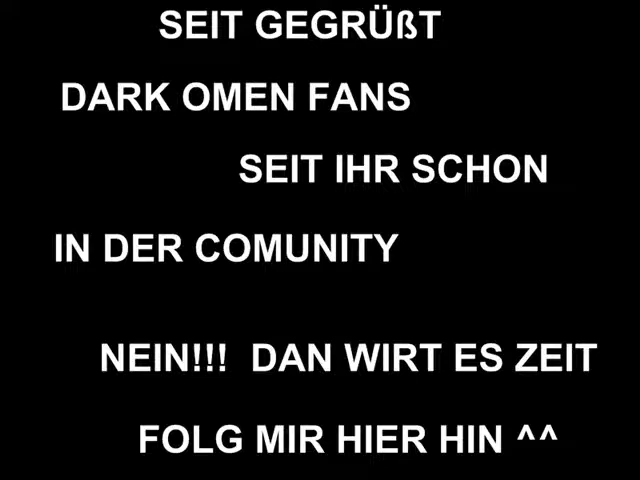 SEIT GEGRÜßT
DARK OMEN FANS
SEIT IHR SCHON
IN DER COMUNITY
NEIN!!! DAN WIRT ES ZEIT
FOLG MIR HIER HIN ^^